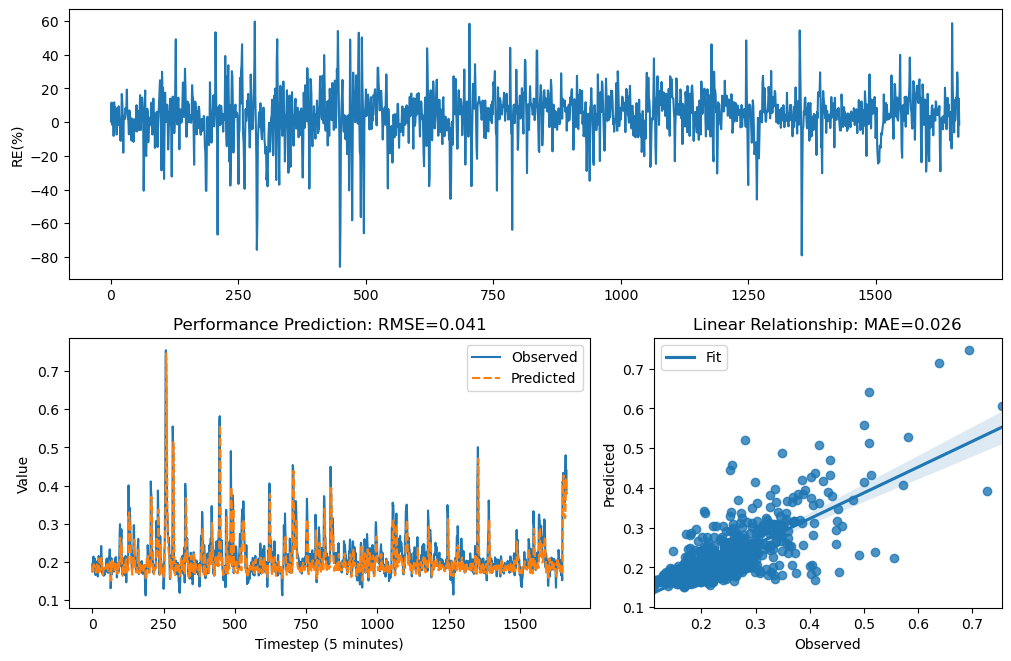 60
40
20
0
−20
−40
−60
−80
RE(%)
0 250 500 750 1000 1250 1500
Performance Prediction: RMSE=0.041
Observed
Predicted
0.7
0.6
0.5
0.4
0.3
0.2
0.1
Value
0 250 500 750 1000 1250 1500
Timestep (5 minutes)
Linear Relationship: MAE=0.026
Fit
0.7
0.6
0.5
0.4
0.3
0.2
0.1
Predicted
0.2 0.3 0.4 0.5 0.6 0.7
Observed